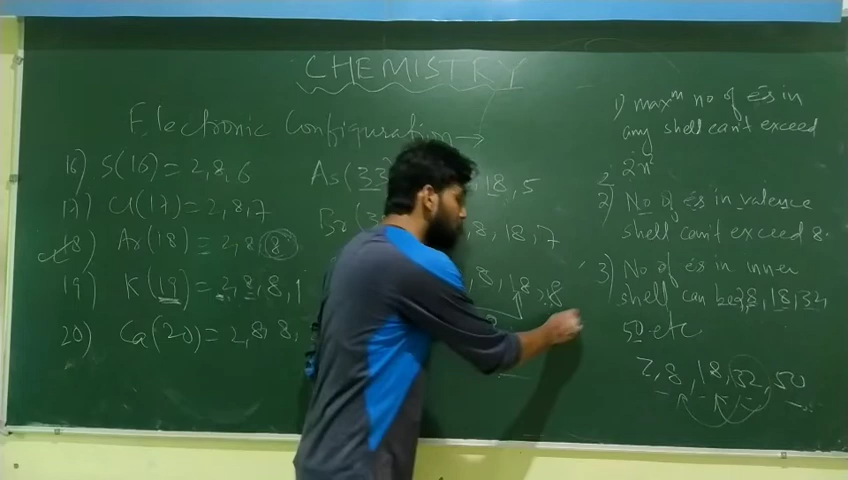 CHEMISTRY
Electronic Configuration →
16) S(16) = 2,8,6
17) Cl(17) = 2,8,7
18) Ar(18) = 2,8,8
19) K(19) = 2,8,8,1
20) Ca(20) = 2,8,8,
As(33 18,5
Br(3 8,18,7
,8,18,8
1) maxᵐ no of e's in
any shell can't exceed
2) No of e's in valence
shell can't exceed 8.
3) No of e's in inner
shell can be 2,8,18,32,
50 etc
2,8,18,32,50